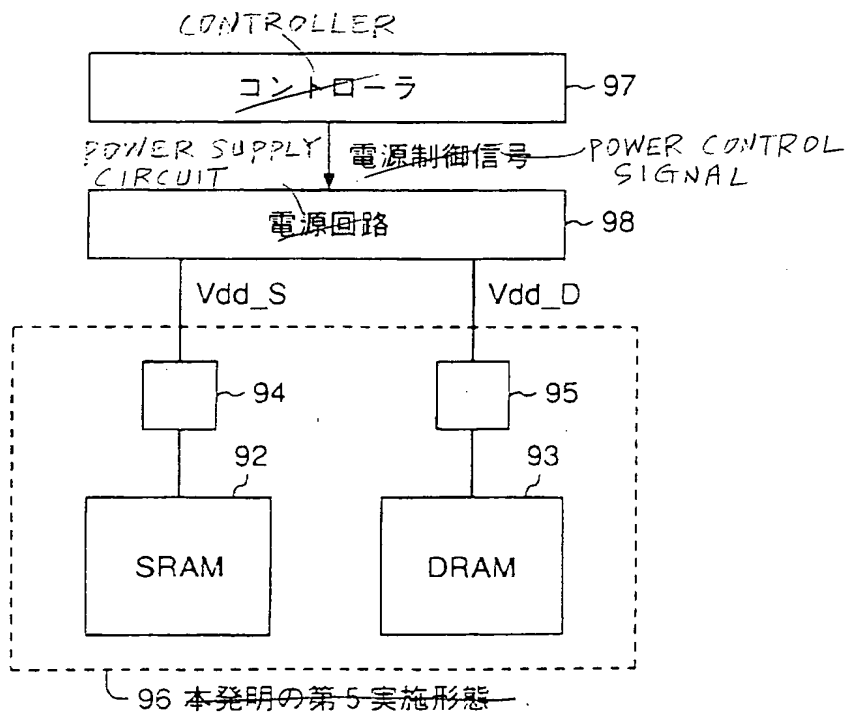 CONTROLLER
コントローラ
97
POWER SUPPLY
CIRCUIT
電源制御信号
POWER CONTROL
SIGNAL
電源回路
98
Vdd_S
Vdd_D
94
95
92
93
SRAM
DRAM
96 本発明の第5実施形態